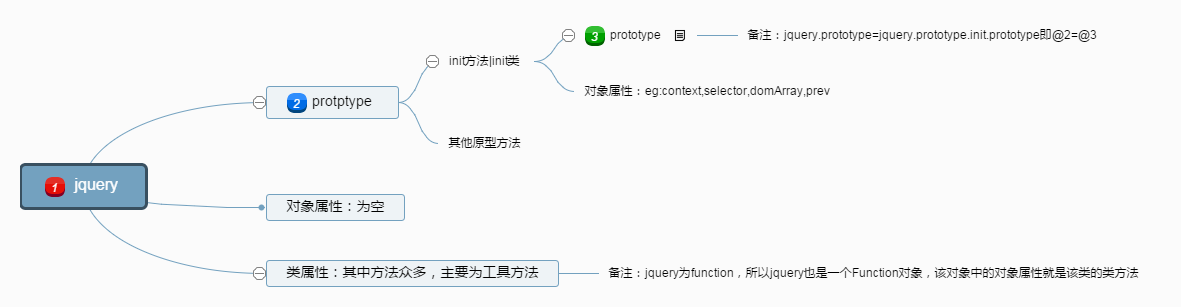 3 prototype
备注：jquery.prototype=jquery.prototype.init.prototype即@2=@3
init方法|init类
对象属性：eg:context,selector,domArray,prev
2 protptype
其他原型方法
1 jquery
对象属性：为空
类属性：其中方法众多，主要为工具方法
备注：jquery为function，所以jquery也是一个Function对象，该对象中的对象属性就是该类的类方法